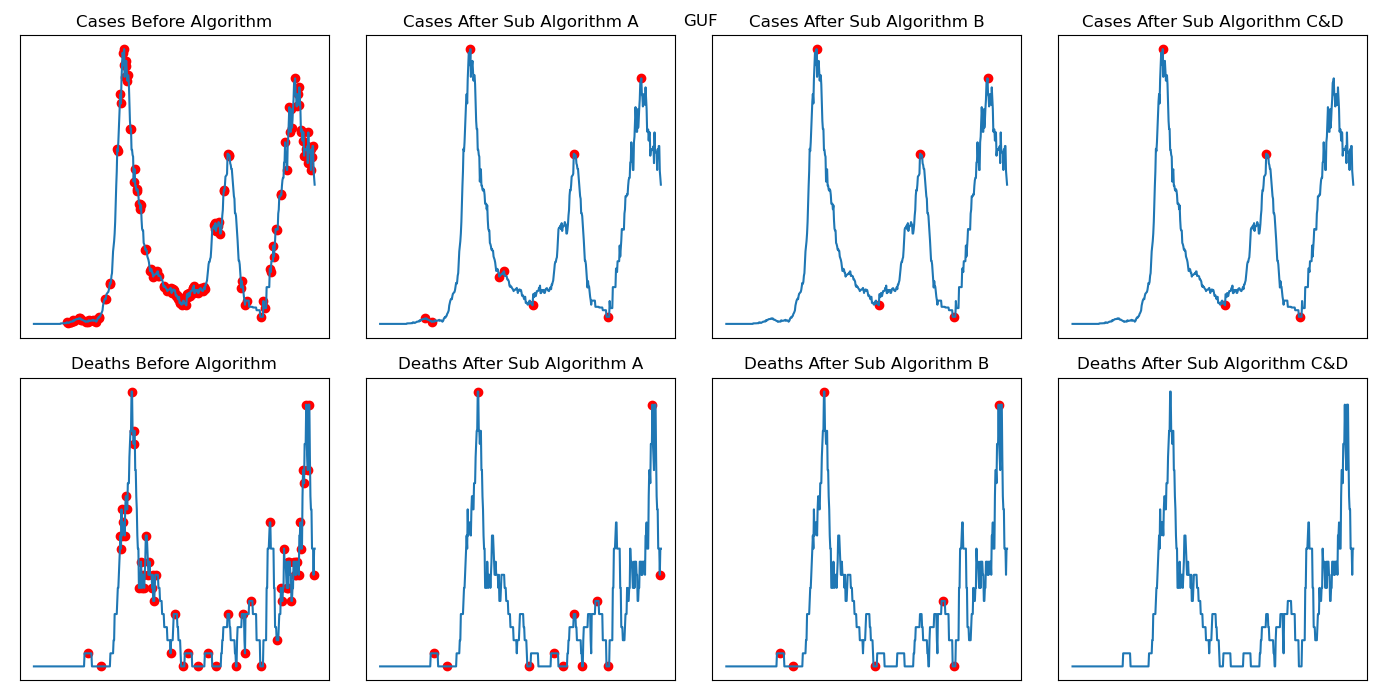 GUF
Cases Before Algorithm
Cases After Sub Algorithm A
Cases After Sub Algorithm B
Cases After Sub Algorithm C&D
Deaths Before Algorithm
Deaths After Sub Algorithm A
Deaths After Sub Algorithm B
Deaths After Sub Algorithm C&D